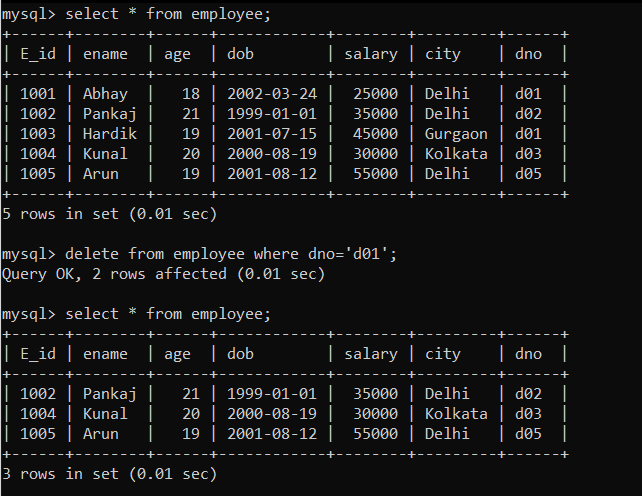 mysql> select * from employee;
+------+--------+------+------------+--------+---------+------+
| E_id | ename  | age  | dob        | salary | city    | dno  |
+------+--------+------+------------+--------+---------+------+
| 1001 | Abhay  |   18 | 2002-03-24 |  25000 | Delhi   | d01  |
| 1002 | Pankaj |   21 | 1999-01-01 |  35000 | Delhi   | d02  |
| 1003 | Hardik |   19 | 2001-07-15 |  45000 | Gurgaon | d01  |
| 1004 | Kunal  |   20 | 2000-08-19 |  30000 | Kolkata | d03  |
| 1005 | Arun   |   19 | 2001-08-12 |  55000 | Delhi   | d05  |
+------+--------+------+------------+--------+---------+------+
5 rows in set (0.01 sec)

mysql> delete from employee where dno='d01';
Query OK, 2 rows affected (0.01 sec)

mysql> select * from employee;
+------+--------+------+------------+--------+---------+------+
| E_id | ename  | age  | dob        | salary | city    | dno  |
+------+--------+------+------------+--------+---------+------+
| 1002 | Pankaj |   21 | 1999-01-01 |  35000 | Delhi   | d02  |
| 1004 | Kunal  |   20 | 2000-08-19 |  30000 | Kolkata | d03  |
| 1005 | Arun   |   19 | 2001-08-12 |  55000 | Delhi   | d05  |
+------+--------+------+------------+--------+---------+------+
3 rows in set (0.01 sec)